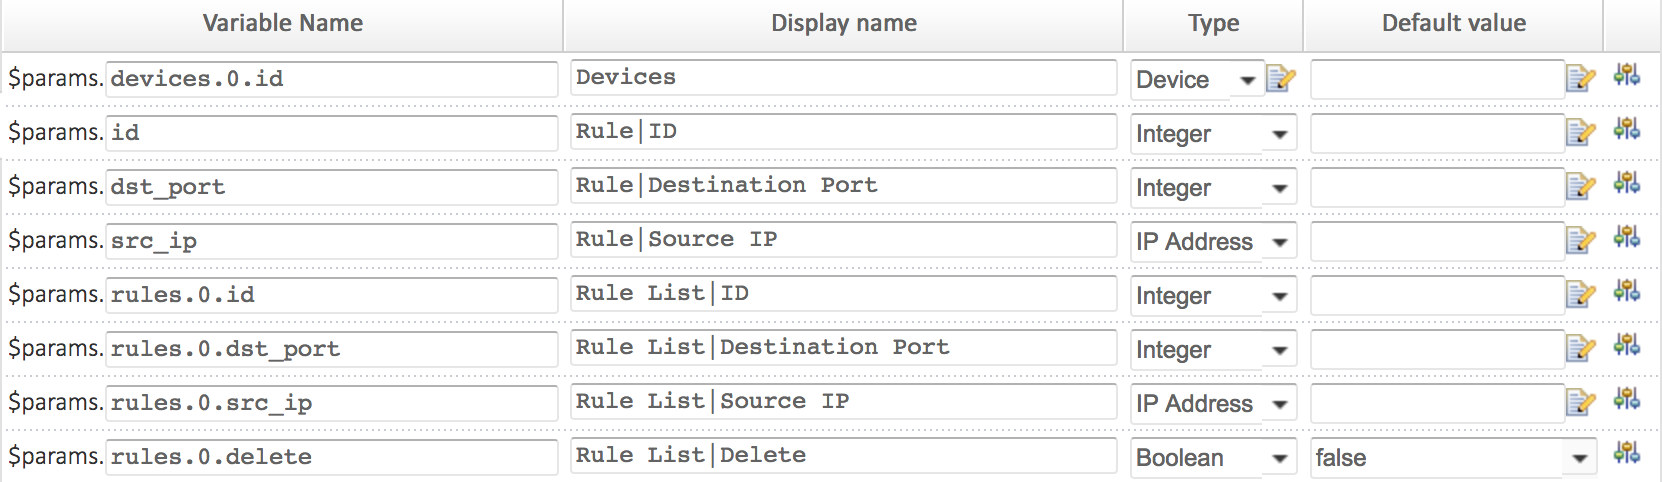 Variable Name Display name Type Default value
$params. devices.0.id Devices Device
$params. id Rule|ID Integer
$params. dst_port Rule|Destination Port Integer
$params. src_ip Rule|Source IP IP Address
$params. rules.0.id Rule List|ID Integer
$params. rules.0.dst_port Rule List|Destination Port Integer
$params. rules.0.src_ip Rule List|Source IP IP Address
$params. rules.0.delete Rule List|Delete Boolean false